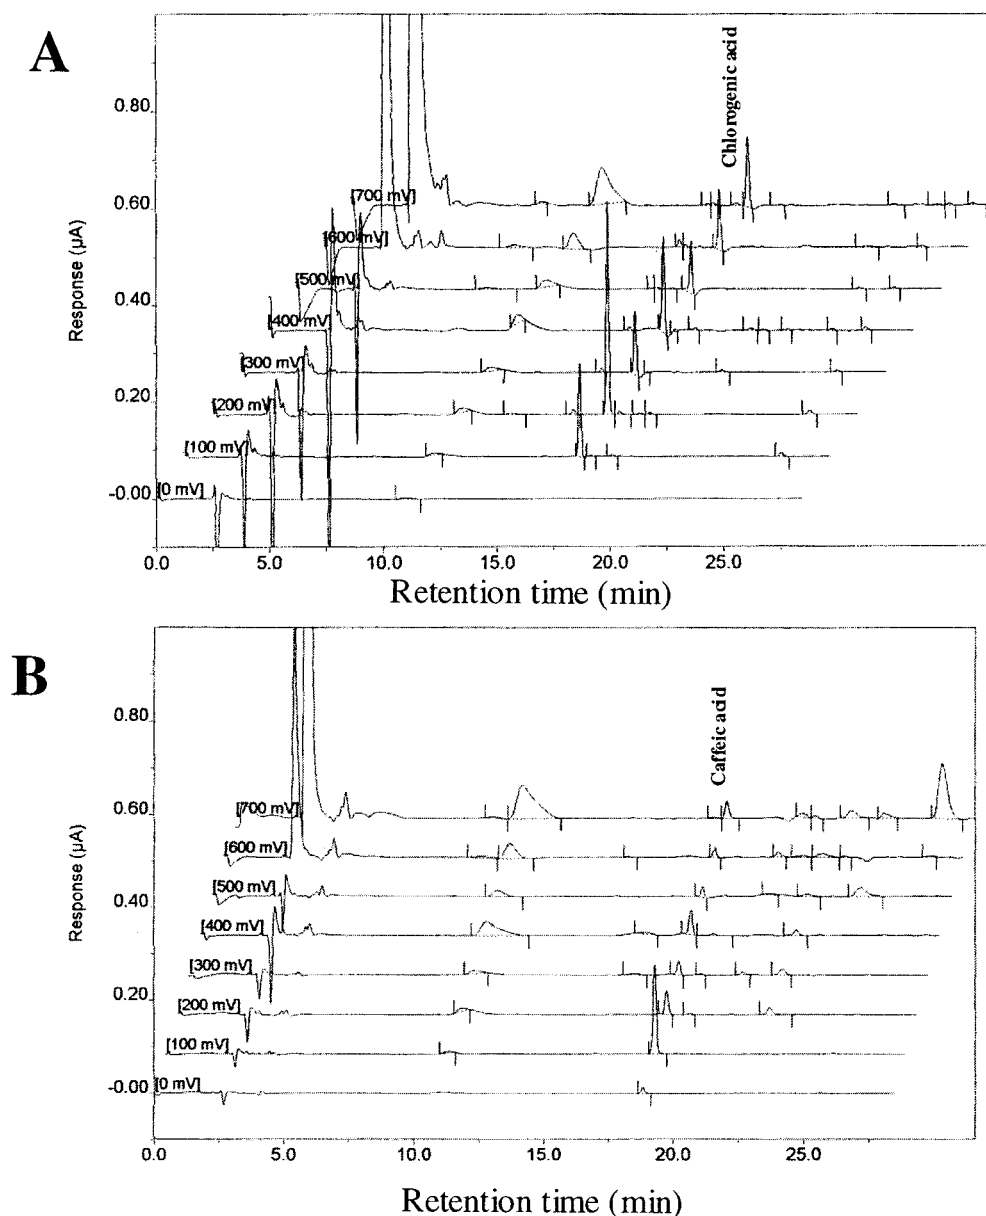 A
Chlorogenic acid
Response (µA)
0.80
0.60
0.40
0.20
-0.00
[700 mV]
[600 mV]
[500 mV]
[400 mV]
[300 mV]
[200 mV]
[100 mV]
[0 mV]
0.0 5.0 10.0 15.0 20.0 25.0
Retention time (min)
B
Caffeic acid
Response (µA)
0.80
0.60
0.40
0.20
-0.00
[700 mV]
[600 mV]
[500 mV]
[400 mV]
[300 mV]
[200 mV]
[100 mV]
[0 mV]
0.0 5.0 10.0 15.0 20.0 25.0
Retention time (min)